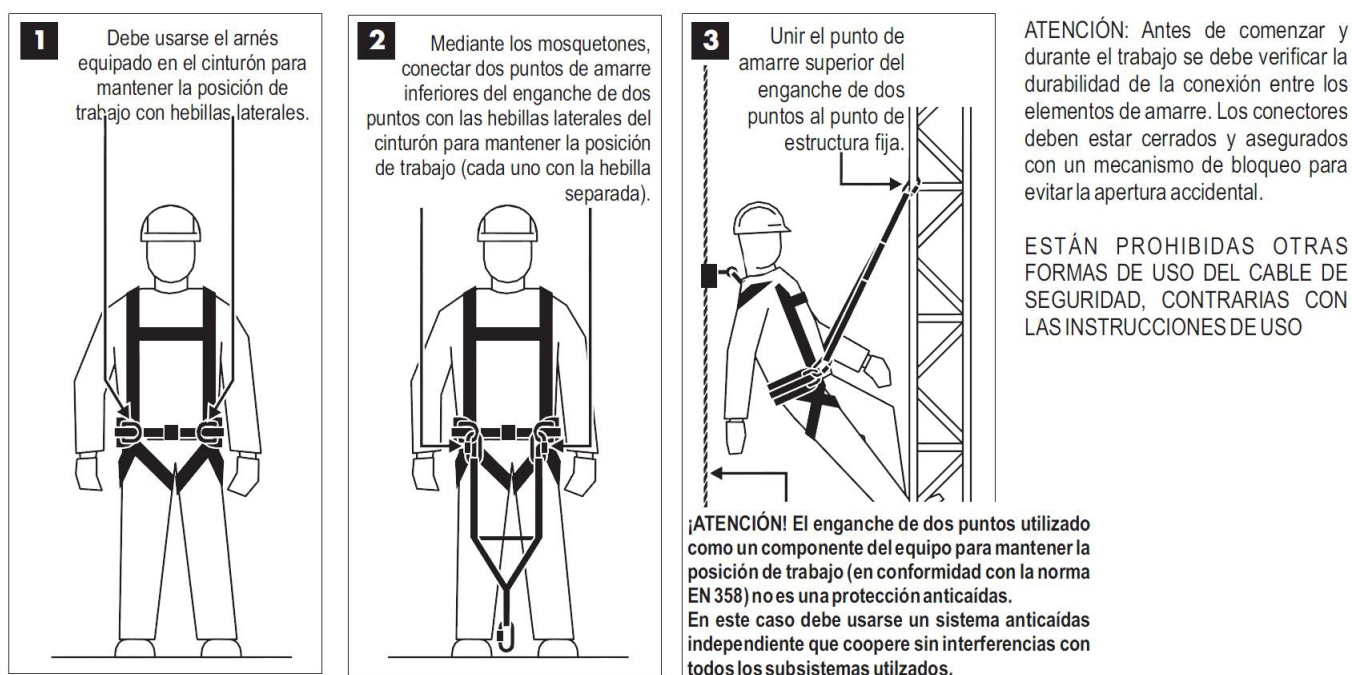 1
Debe usarse el arnés
equipado en el cinturón para
mantener la posición de
trabajo con hebillas laterales.
2
Mediante los mosquetones,
conectar dos puntos de amarre
inferiores del enganche de dos
puntos con las hebillas laterales del
cinturón para mantener la posición
de trabajo (cada uno con la hebilla
separada).
3
Unir el punto de
amarre superior del
enganche de dos
puntos al punto de
estructura fija.
¡ATENCIÓN! El enganche de dos puntos utilizado
como un componente del equipo para mantener la
posición de trabajo (en conformidad con la norma
EN 358) no es una protección anticaídas.
En este caso debe usarse un sistema anticaídas
independiente que coopere sin interferencias con
todos los subsistemas utilzados.
ATENCIÓN: Antes de comenzar y
durante el trabajo se debe verificar la
durabilidad de la conexión entre los
elementos de amarre. Los conectores
deben estar cerrados y asegurados
con un mecanismo de bloqueo para
evitar la apertura accidental.
ESTÁN PROHIBIDAS OTRAS
FORMAS DE USO DEL CABLE DE
SEGURIDAD, CONTRARIAS CON
LAS INSTRUCCIONES DE USO